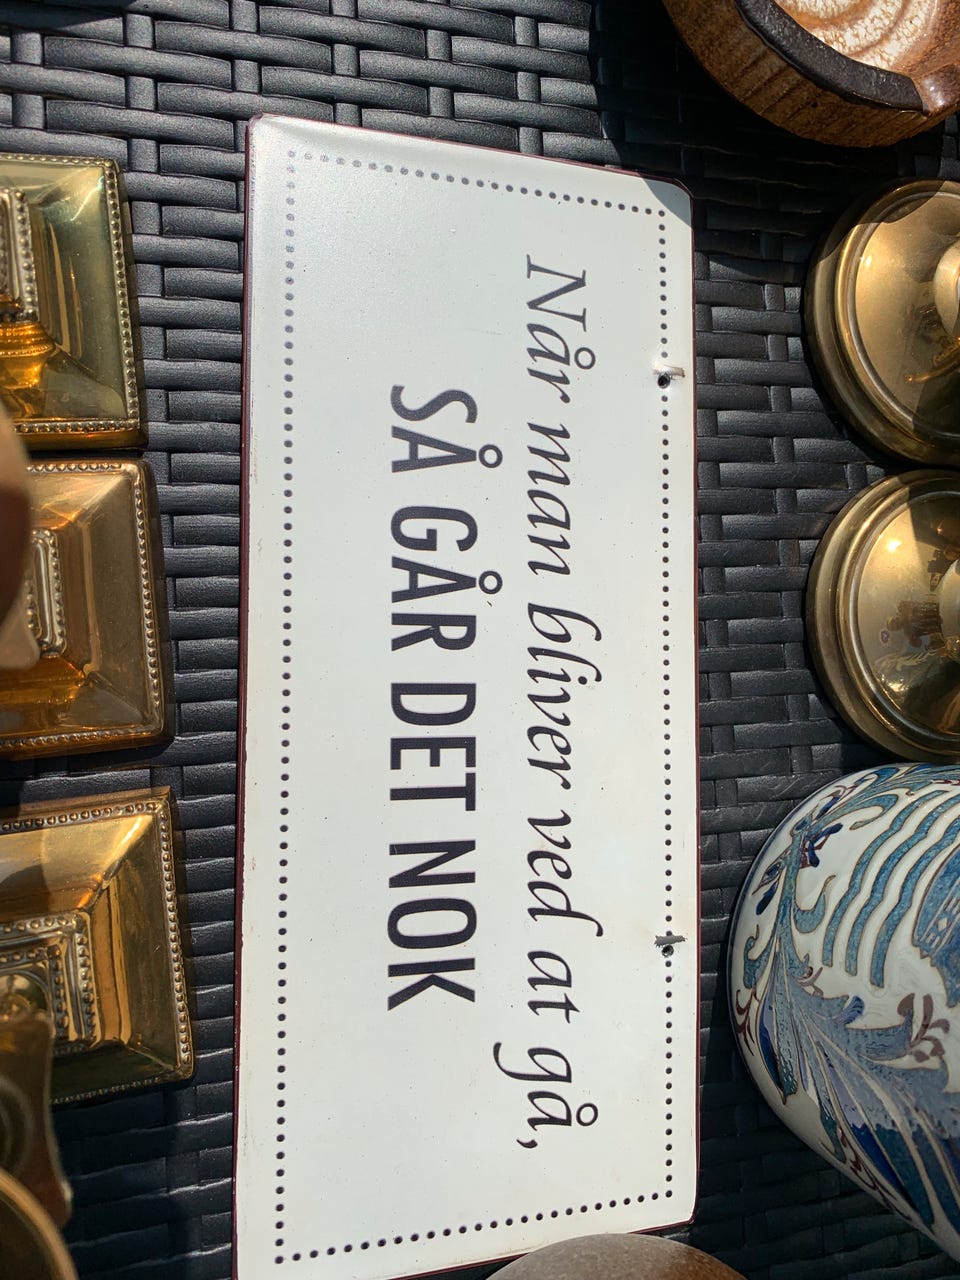 Når man bliver ved at gå,
SÅ GÅR DET NOK